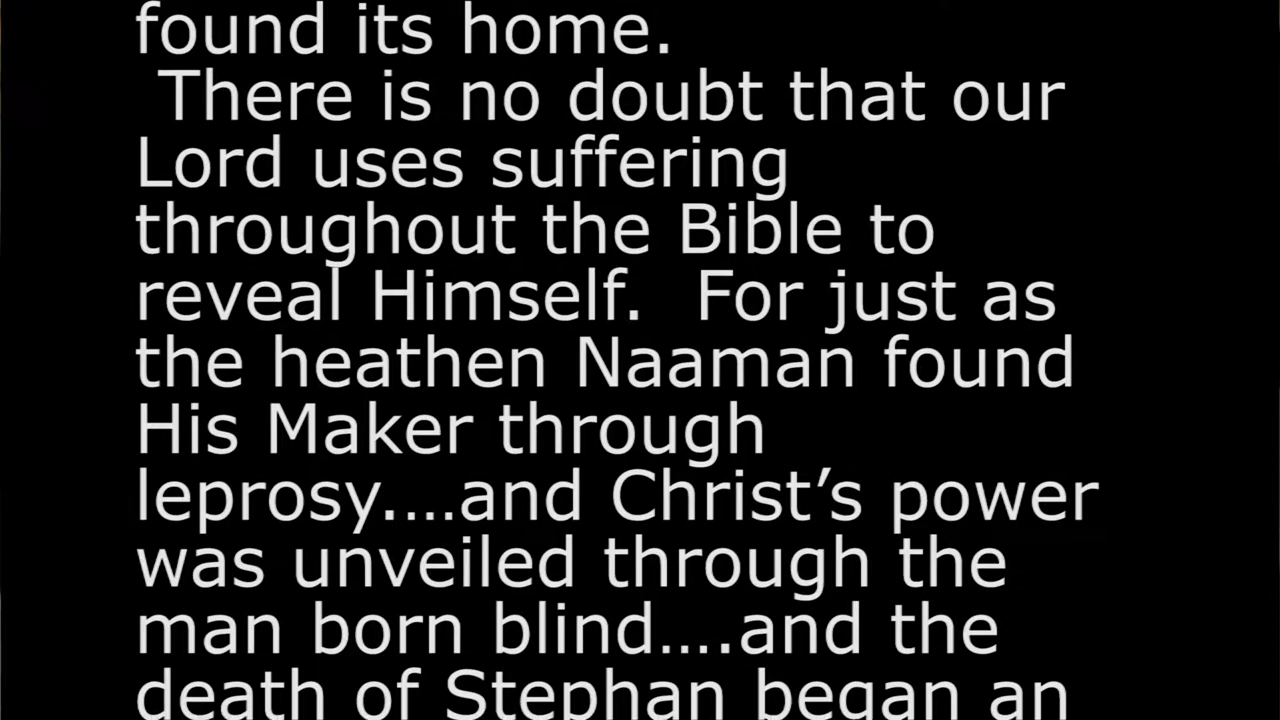 found its home.
There is no doubt that our
Lord uses suffering
throughout the Bible to
reveal Himself.  For just as
the heathen Naaman found
His Maker through
leprosy.…and Christ’s power
was unveiled through the
man born blind….and the
death of Stephan began an